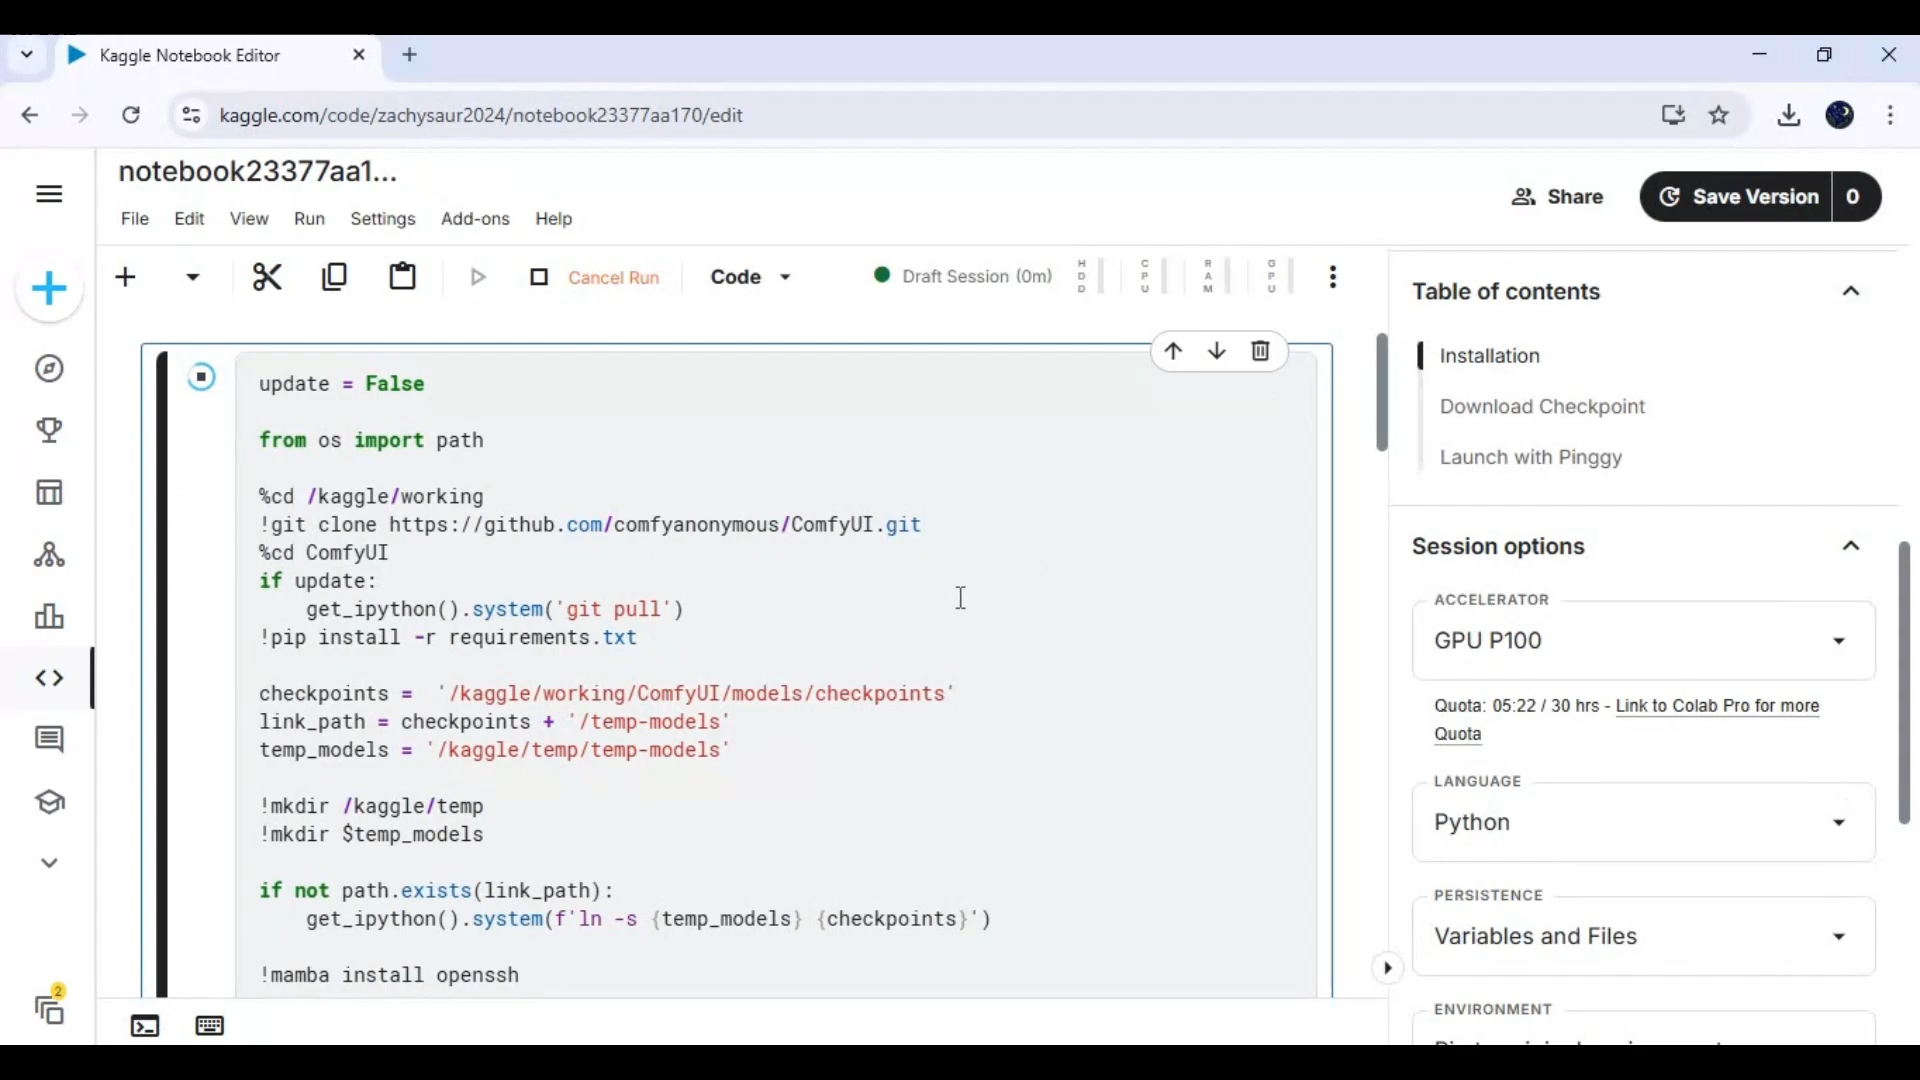 Kaggle Notebook Editor
kaggle.com/code/zachysaur2024/notebook23377aa170/edit
notebook23377aa1...
File Edit View Run Settings Add-ons Help
Share
Save Version 0
Cancel Run
Code
Draft Session (0m)
HDD
CPU
RAM
GPU
update = False
from os import path
%cd /kaggle/working
!git clone https://github.com/comfyanonymous/ComfyUI.git
%cd ComfyUI
if update:
    get_ipython().system('git pull')
!pip install -r requirements.txt
checkpoints =  '/kaggle/working/ComfyUI/models/checkpoints'
link_path = checkpoints + '/temp-models'
temp_models = '/kaggle/temp/temp-models'
!mkdir /kaggle/temp
!mkdir $temp_models
if not path.exists(link_path):
    get_ipython().system(f'ln -s {temp_models} {checkpoints}')
!mamba install openssh
Table of contents
Installation
Download Checkpoint
Launch with Pinggy
Session options
ACCELERATOR
GPU P100
Quota: 05:22 / 30 hrs - Link to Colab Pro for more
Quota
LANGUAGE
Python
PERSISTENCE
Variables and Files
ENVIRONMENT
2